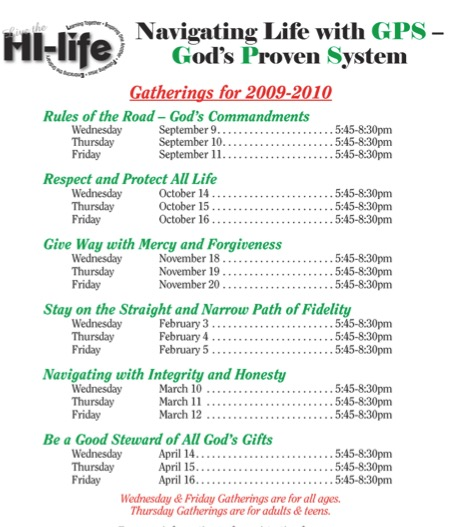 Live the
HI-life
Navigating Life with GPS –
God's Proven System
Gatherings for 2009-2010
Rules of the Road – God's Commandments
Wednesday September 9. . . . . . . . . . . . . . . . . . . . . . 5:45-8:30pm
Thursday September 10. . . . . . . . . . . . . . . . . . . . . 5:45-8:30pm
Friday September 11. . . . . . . . . . . . . . . . . . . . . 5:45-8:30pm
Respect and Protect All Life
Wednesday October 14 . . . . . . . . . . . . . . . . . . . . . . . 5:45-8:30pm
Thursday October 15 . . . . . . . . . . . . . . . . . . . . . . . 5:45-8:30pm
Friday October 16 . . . . . . . . . . . . . . . . . . . . . . . 5:45-8:30pm
Give Way with Mercy and Forgiveness
Wednesday November 18 . . . . . . . . . . . . . . . . . . . . . 5:45-8:30pm
Thursday November 19 . . . . . . . . . . . . . . . . . . . . . 5:45-8:30pm
Friday November 20 . . . . . . . . . . . . . . . . . . . . . 5:45-8:30pm
Stay on the Straight and Narrow Path of Fidelity
Wednesday February 3 . . . . . . . . . . . . . . . . . . . . . . . 5:45-8:30pm
Thursday February 4 . . . . . . . . . . . . . . . . . . . . . . . 5:45-8:30pm
Friday February 5 . . . . . . . . . . . . . . . . . . . . . . . 5:45-8:30pm
Navigating with Integrity and Honesty
Wednesday March 10 . . . . . . . . . . . . . . . . . . . . . . . . 5:45-8:30pm
Thursday March 11 . . . . . . . . . . . . . . . . . . . . . . . . 5:45-8:30pm
Friday March 12 . . . . . . . . . . . . . . . . . . . . . . . . 5:45-8:30pm
Be a Good Steward of All God's Gifts
Wednesday April 14. . . . . . . . . . . . . . . . . . . . . . . . . . 5:45-8:30pm
Thursday April 15. . . . . . . . . . . . . . . . . . . . . . . . . . 5:45-8:30pm
Friday April 16. . . . . . . . . . . . . . . . . . . . . . . . . . 5:45-8:30pm
Wednesday & Friday Gatherings are for all ages.
Thursday Gatherings are for adults & teens.